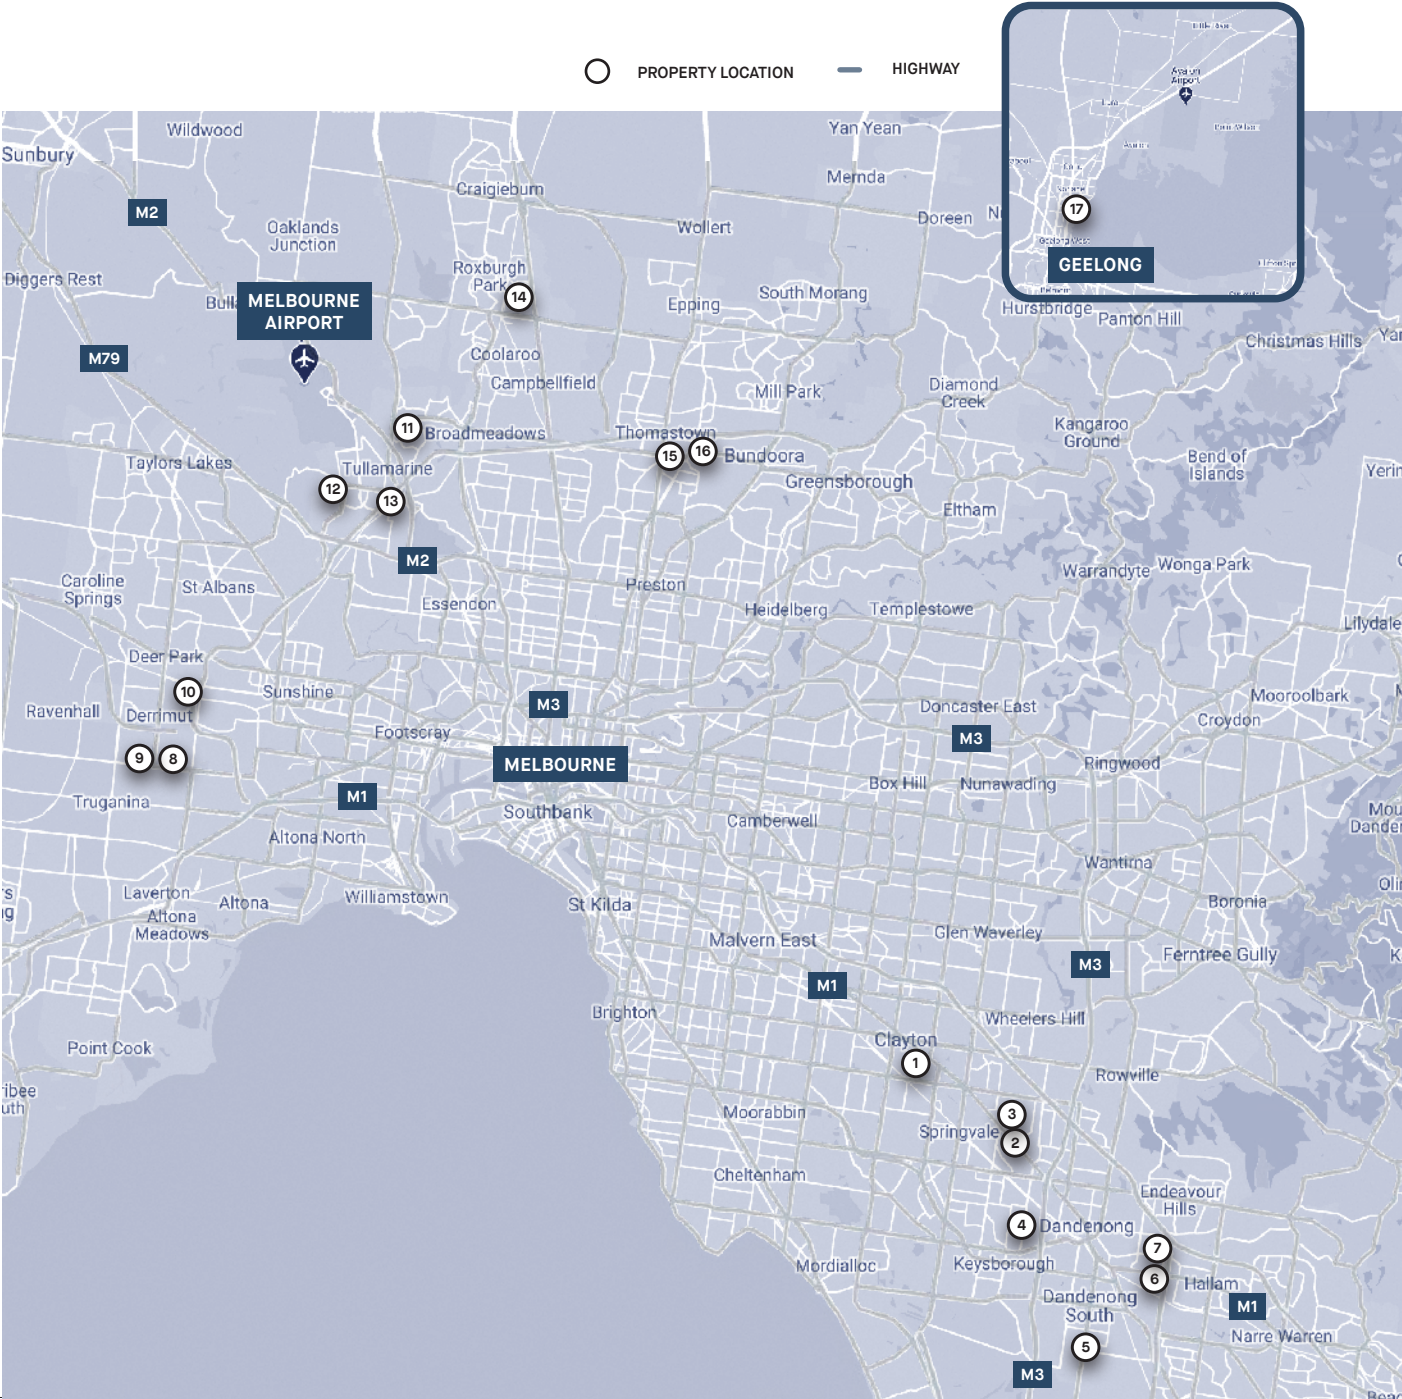 PROPERTY LOCATION
HIGHWAY
Avalon
Airport
Avalon
17
GEELONG
Wildwood
Yan Yean
Sunbury
Mernda
Craigieburn
M2
Doreen
Wollert
Oaklands
Junction
Roxburgh
Park
Diggers Rest
14
South Morang
MELBOURNE
AIRPORT
Epping
Hurstbridge
Panton Hill
Christmas Hills
M79
Coolaroo
Campbellfield
Mill Park
Diamond
Creek
11
Broadmeadows
Thomastown
Kangaroo
Ground
15
16
Bundoora
Bend of
Islands
Taylors Lakes
Tullamarine
12
13
Greensborough
Eltham
M2
Caroline
Springs
St Albans
Preston
Warrandyte
Wonga Park
Essendon
Heidelberg
Templestowe
Lilydale
Deer Park
10
Sunshine
Mooroolbark
Ravenhall
Derrimut
M3
Doncaster East
Croydon
Footscray
M3
9
8
MELBOURNE
Ringwood
Truganina
M1
Box Hill
Nunawading
Southbank
Camberwell
Altona North
Wantirna
Laverton
Altona
Williamstown
St Kilda
Boronia
Altona
Meadows
Malvern East
Glen Waverley
Ferntree Gully
M3
M1
Brighton
Wheelers Hill
Clayton
Point Cook
1
Rowville
Moorabbin
3
Springvale
2
Cheltenham
Endeavour
Hills
4
Dandenong
7
Mordialloc
Keysborough
6
Hallam
Dandenong
South
M1
Narre Warren
5
M3